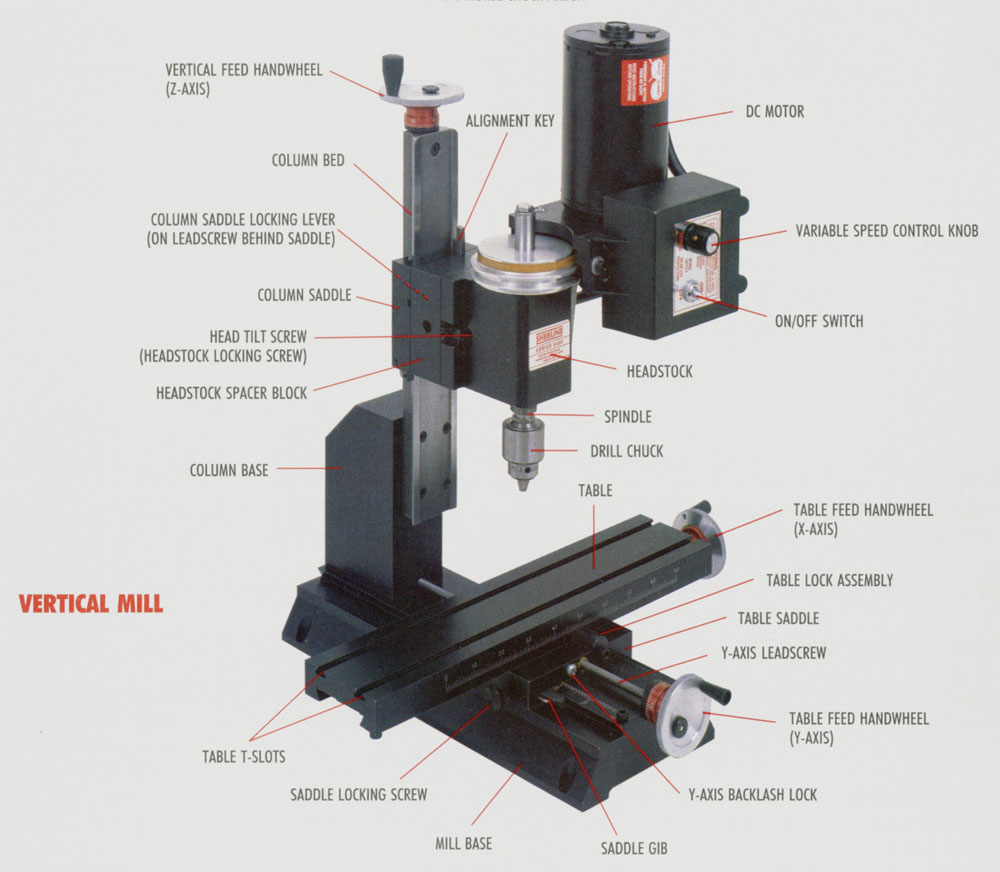 VERTICAL FEED HANDWHEEL
(Z-AXIS)
ALIGNMENT KEY
DC MOTOR
COLUMN BED
COLUMN SADDLE LOCKING LEVER
(ON LEADSCREW BEHIND SADDLE)
VARIABLE SPEED CONTROL KNOB
COLUMN SADDLE
ON/OFF SWITCH
HEAD TILT SCREW
(HEADSTOCK LOCKING SCREW)
SHERLINE
HEADSTOCK
HEADSTOCK SPACER BLOCK
SPINDLE
DRILL CHUCK
COLUMN BASE
TABLE
TABLE FEED HANDWHEEL
(X-AXIS)
TABLE LOCK ASSEMBLY
VERTICAL MILL
TABLE SADDLE
Y-AXIS LEADSCREW
TABLE FEED HANDWHEEL
(Y-AXIS)
TABLE T-SLOTS
SADDLE LOCKING SCREW
Y-AXIS BACKLASH LOCK
MILL BASE
SADDLE GIB